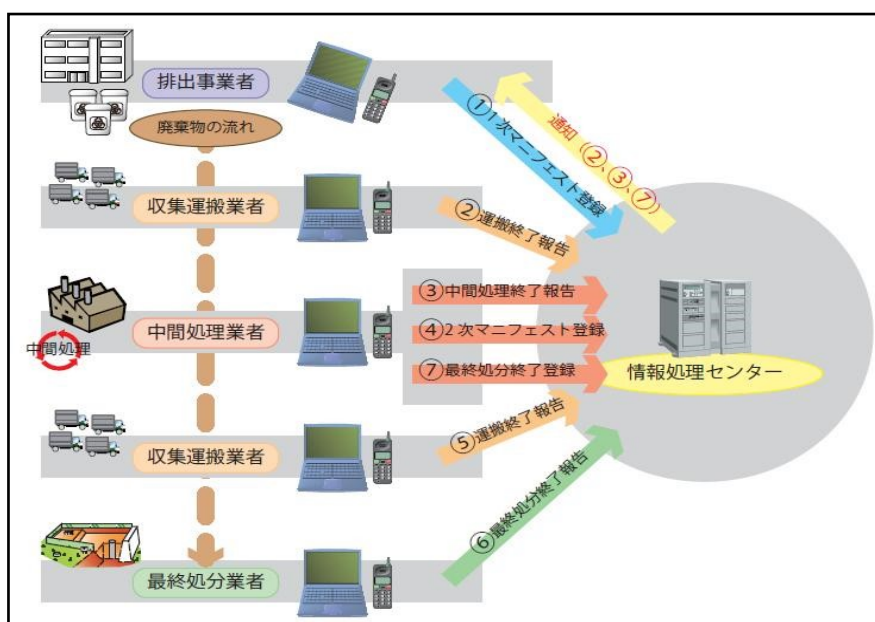 排出事業者
廃棄物の流れ
①1次マニフェスト登録
通知(②、③、⑦)
収集運搬業者
②運搬終了報告
③中間処理終了報告
中間処理業者
中間処理
④2次マニフェスト登録
⑦最終処分終了登録
情報処理センター
収集運搬業者
⑤運搬終了報告
⑥最終処分終了報告
最終処分業者